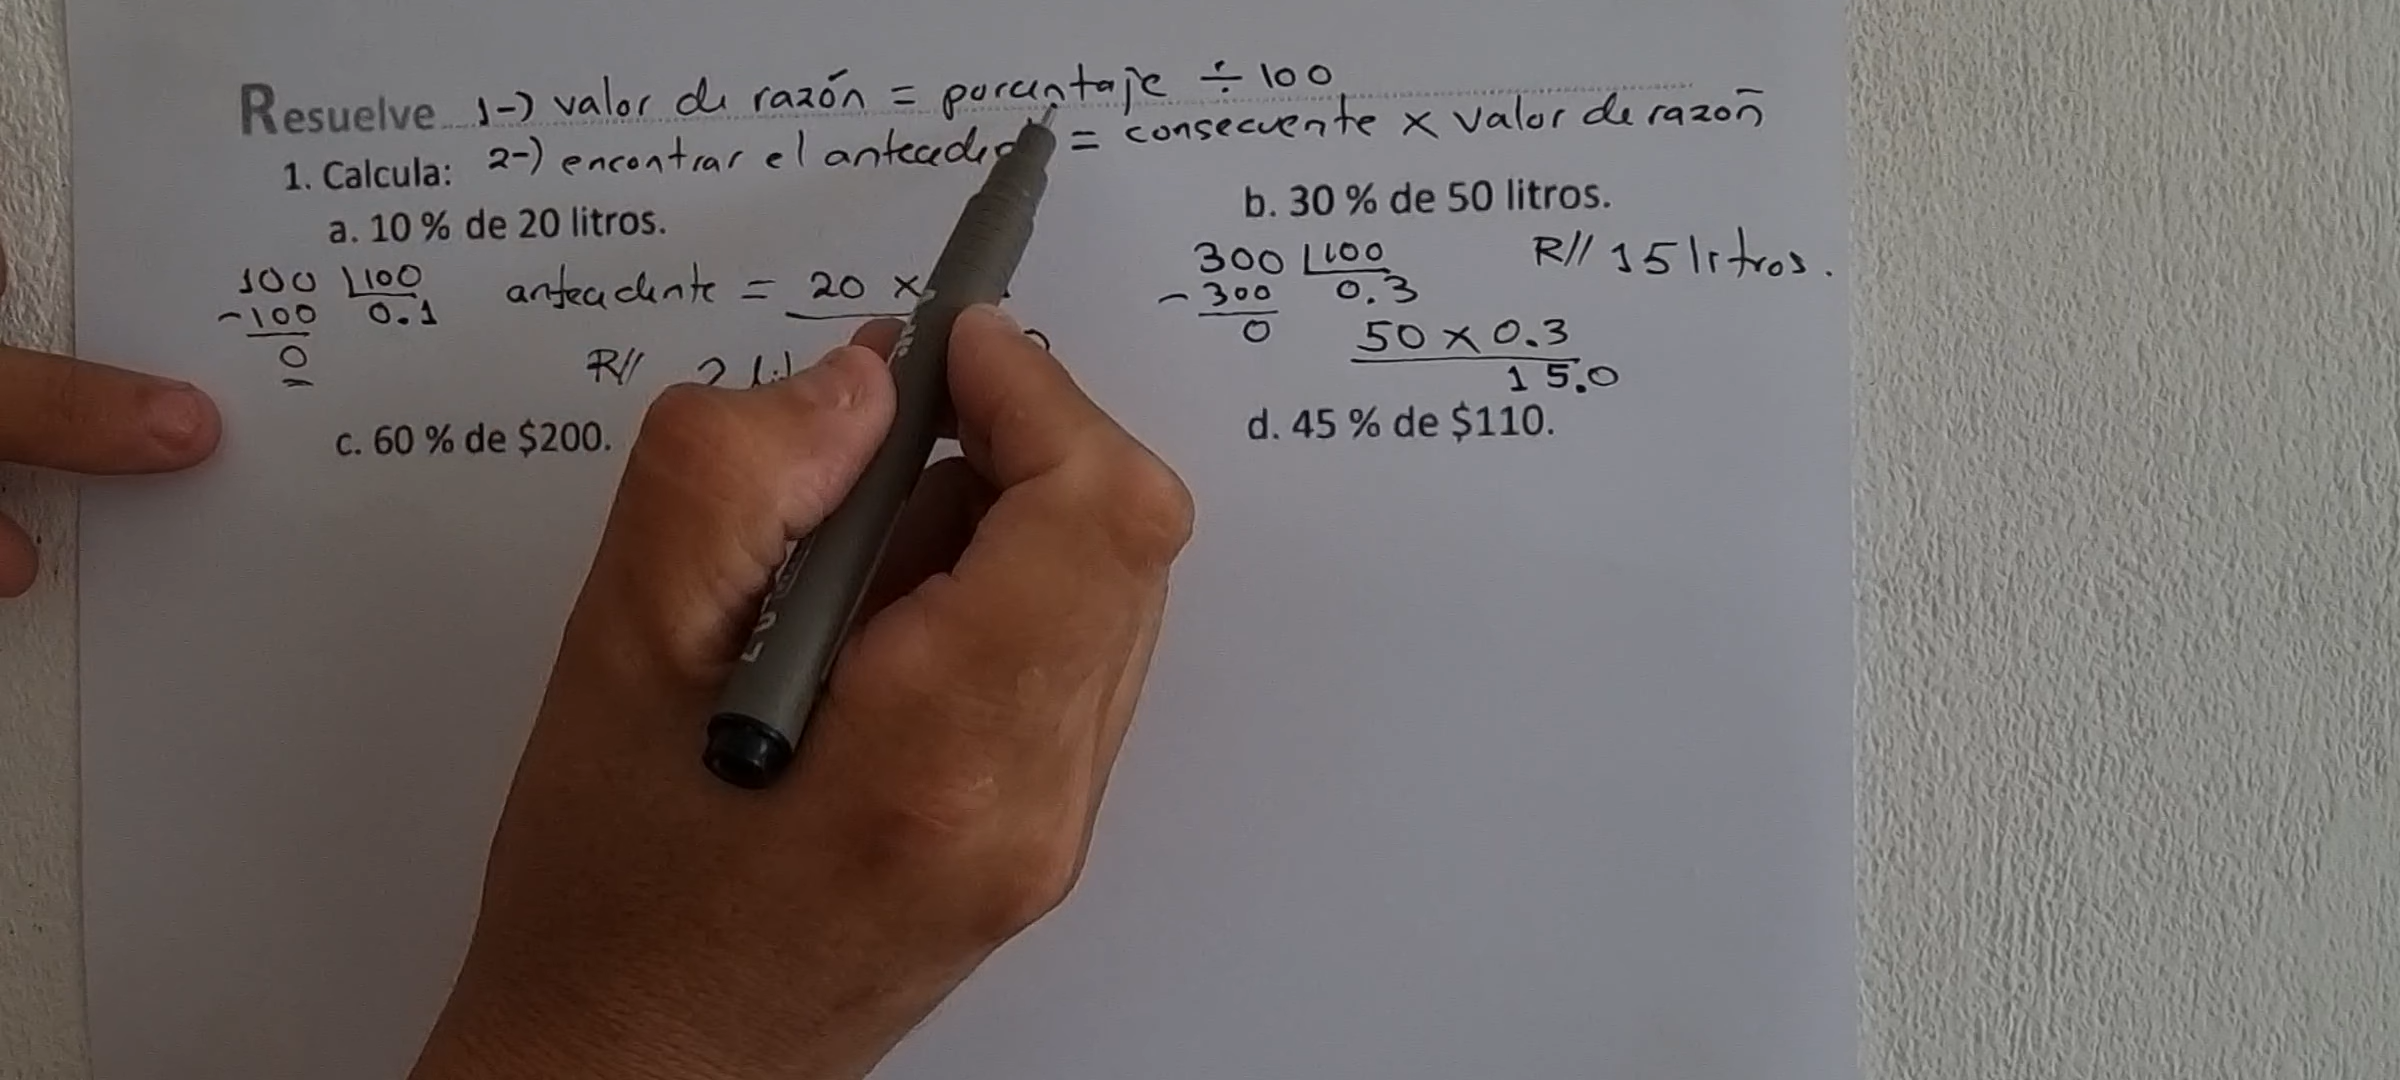 Resuelve 1-) valor de razón = porcentaje ÷ 100
1. Calcula: 2-) encontrar el = consecuente x valor de razón
a. 10 % de 20 litros.
100 100
-100 0.1
0
antecedente = 20 x
R// 2
b. 30 % de 50 litros.
300 100 R// 15 litros.
-300 0.3
0 50 x 0.3
15.0
c. 60 % de $200.
d. 45 % de $110.